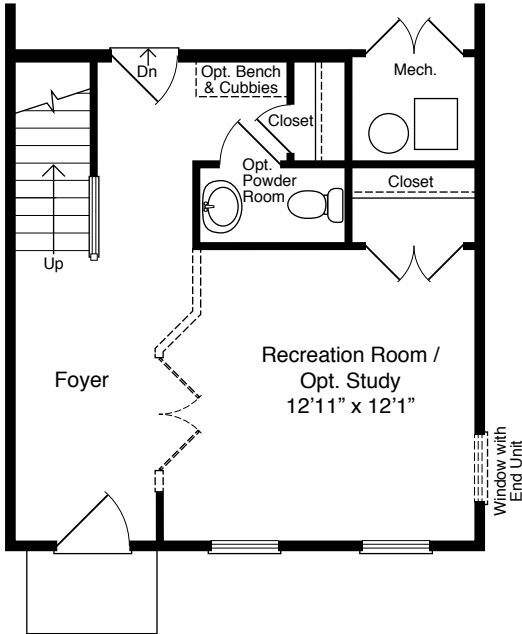 Dn
Opt. Bench
& Cubbies
Mech.
Closet
Opt.
Powder
Room
Closet
Up
Foyer
Recreation Room /
Opt. Study
12’11” x 12’1”
Window with
End Unit